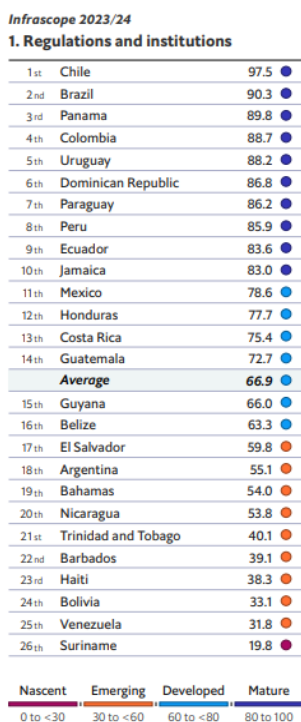 Infrascope 2023/24
1. Regulations and institutions
1st Chile 97.5
2nd Brazil 90.3
3rd Panama 89.8
4th Colombia 88.7
5th Uruguay 88.2
6th Dominican Republic 86.8
7th Paraguay 86.2
8th Peru 85.9
9th Ecuador 83.6
10th Jamaica 83.0
11th Mexico 78.6
12th Honduras 77.7
13th Costa Rica 75.4
14th Guatemala 72.7
Average 66.9
15th Guyana 66.0
16th Belize 63.3
17th El Salvador 59.8
18th Argentina 55.1
19th Bahamas 54.0
20th Nicaragua 53.8
21st Trinidad and Tobago 40.1
22nd Barbados 39.1
23rd Haiti 38.3
24th Bolivia 33.1
25th Venezuela 31.8
26th Suriname 19.8
Nascent Emerging Developed Mature
0 to <30 30 to <60 60 to <80 80 to 100